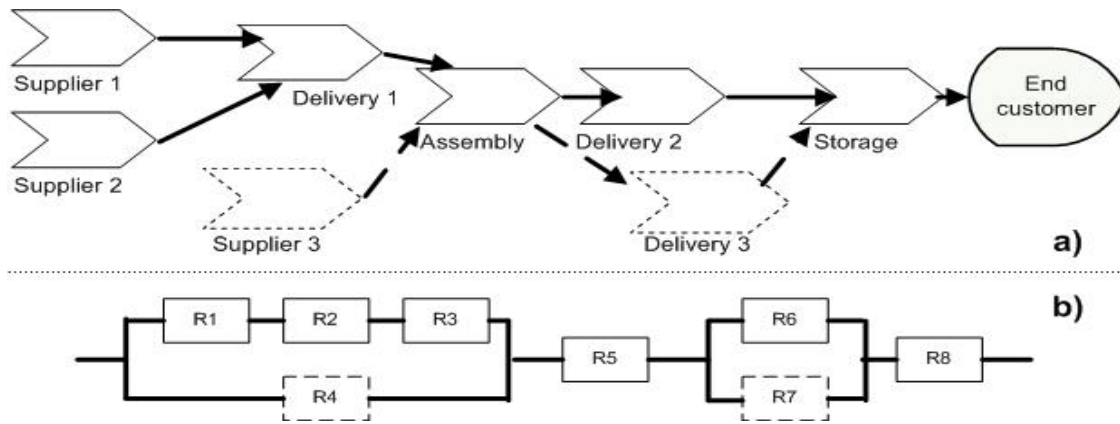 Supplier 1
Delivery 1
End
customer
Assembly
Delivery 2
Storage
Supplier 2
Supplier 3
Delivery 3
a)
b)
R1
R2
R3
R6
R5
R8
R4
R7